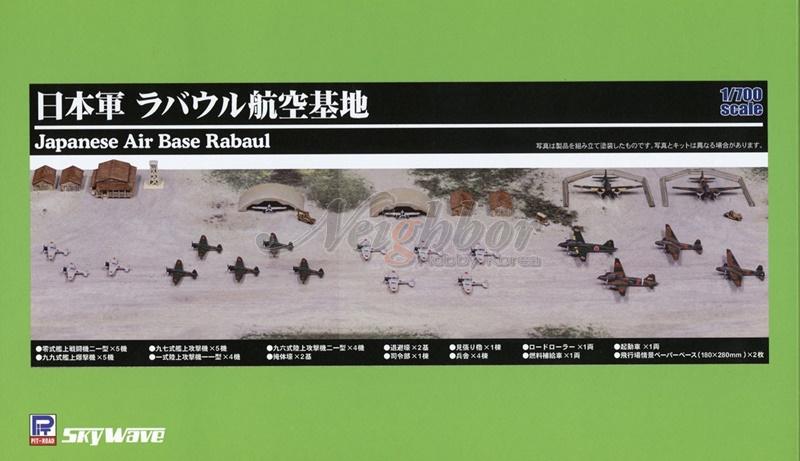 日本軍 ラバウル航空基地
1/700
scale
Japanese Air Base Rabaul
写真は製品を組み立て塗装したものです。写真とキットは異なる場合があります。
Neighbor
Hobby Korea
●零式艦上戦闘機二一型×5機 ●九七式艦上攻撃機×5機 ●九六式陸上攻撃機二一型×4機 ●退避壕×2基 ●見張り櫓×1棟 ●ロードローラー×1両 ●起動車×1両
●九九式艦上爆撃機×5機 ●一式陸上攻撃機一一型×4機 ●掩体壕×2基 ●司令部×1棟 ●兵舎×4棟 ●燃料補給車×1両 ●飛行場情景ペーパーベース(180×280mm)×2枚
PIT-ROAD
SKYWAVE